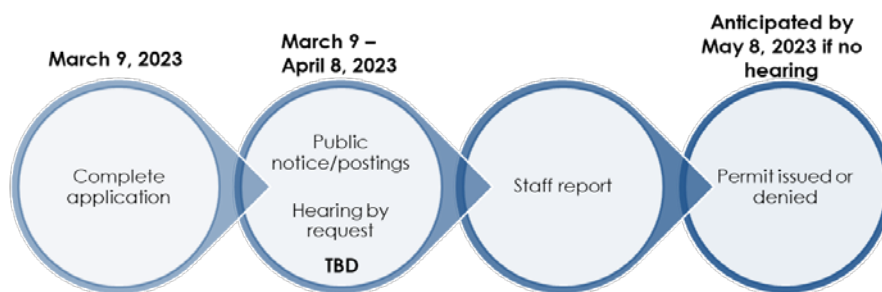 March 9, 2023
Complete
application
March 9 –
April 8, 2023
Public
notice/postings
Hearing by
request
TBD
Staff report
Anticipated by
May 8, 2023 if no
hearing
Permit issued or
denied